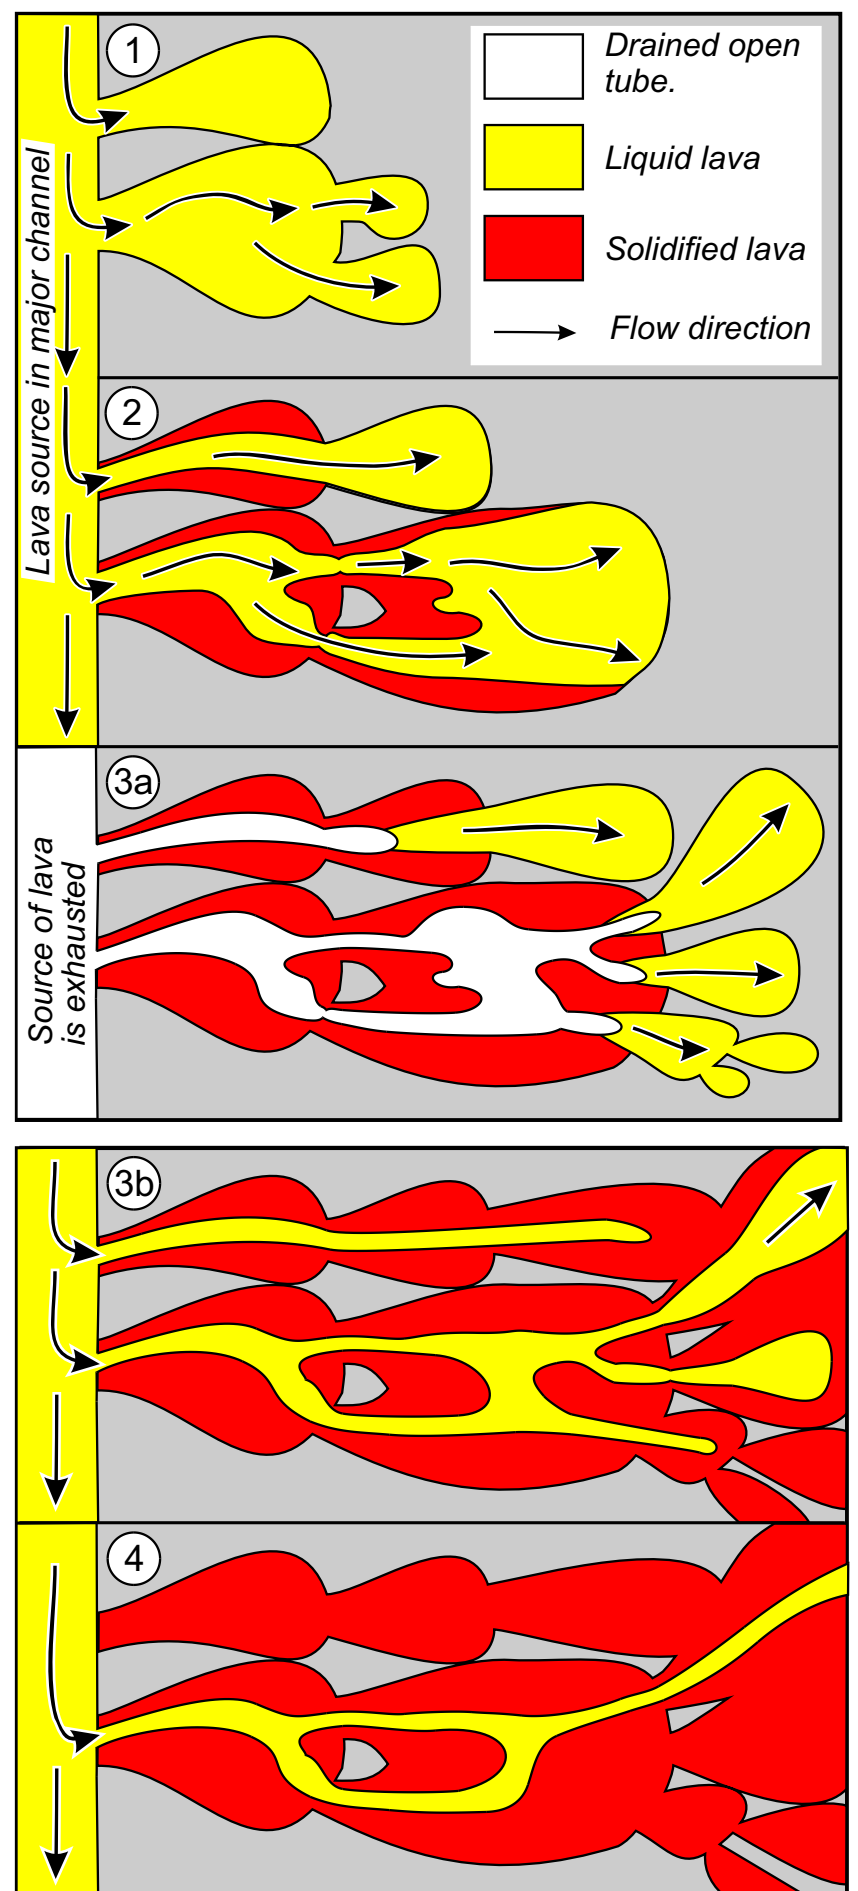 1
Drained open
tube.
Liquid lava
Solidified lava
Flow direction
Lava source in major channel
2
3a
Source of lava
is exhausted
3b
4